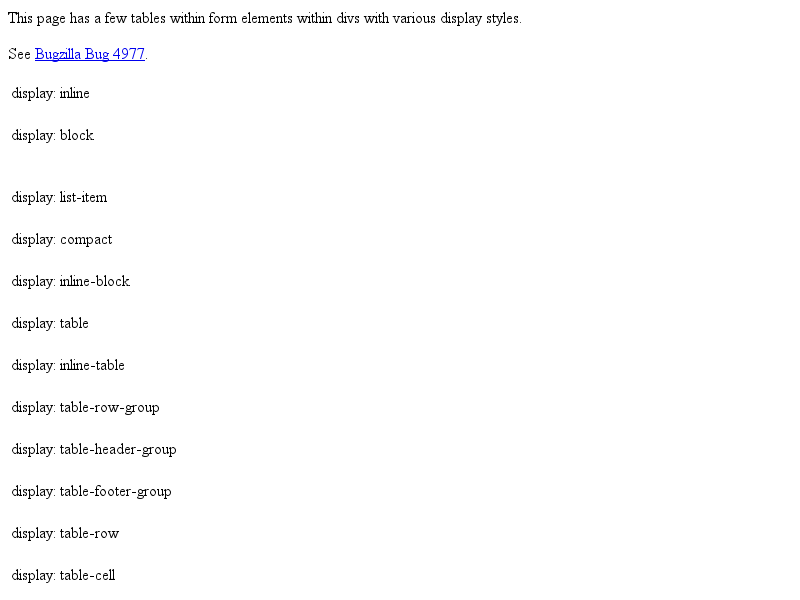 This page has a few tables within form elements within divs with various display styles.
See Bugzilla Bug 4977.
display: inline
display: block
display: list-item
display: compact
display: inline-block
display: table
display: inline-table
display: table-row-group
display: table-header-group
display: table-footer-group
display: table-row
display: table-cell